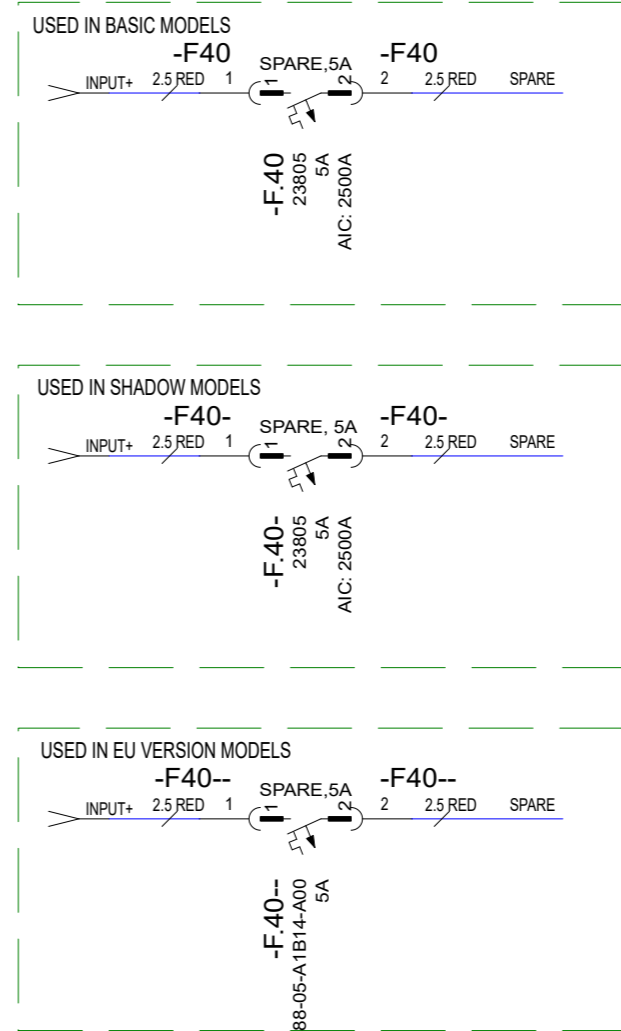 USED IN BASIC MODELS
-F40 SPARE,5A -F40
INPUT+ 2.5 RED 1 1 2 2 2.5 RED SPARE
-F.40
23805
5A
AIC: 2500A
USED IN SHADOW MODELS
-F40- SPARE, 5A -F40-
INPUT+ 2.5 RED 1 1 2 2 2.5 RED SPARE
-F.40-
23805
5A
AIC: 2500A
USED IN EU VERSION MODELS
-F40-- SPARE,5A -F40--
INPUT+ 2.5 RED 1 1 2 2 2.5 RED SPARE
-F.40--
88-05-A1B14-A00
5A